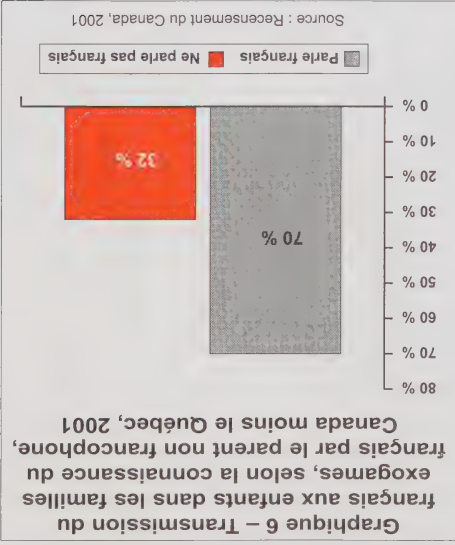 Graphique 6 – Transmission du
français aux enfants dans les familles
exogames, selon la connaissance du
français par le parent non francophone,
Canada moins le Québec, 2001
80 %
70 %
60 %
50 %
40 %
30 %
20 %
10 %
0 %
70 %
32 %
Parle français Ne parle pas français
Source : Recensement du Canada, 2001